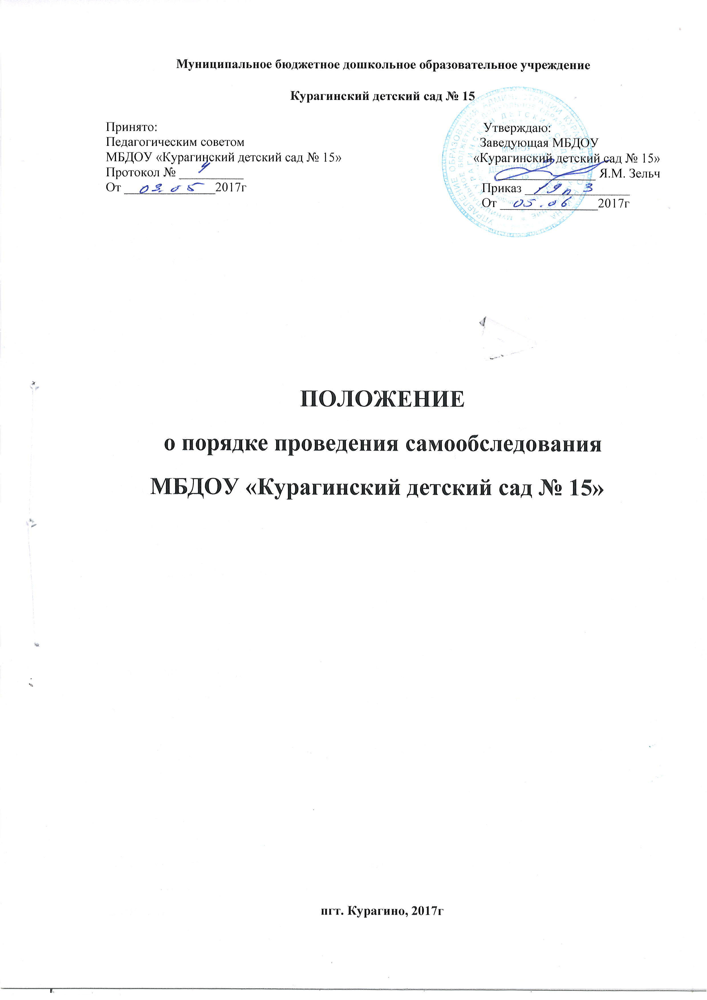 Муниципальное бюджетное дошкольное образовательное учреждение
Курагинский детский сад № 15
Принято:
Педагогическим советом
МБДОУ «Курагинский детский сад № 15»
Протокол № 4
От 03.05 2017г
Утверждаю:
Заведующая МБДОУ
«Курагинский детский сад № 15»
Я.М. Зельч
Приказ 19 п 3
От 05.06 2017г
ПОЛОЖЕНИЕ
о порядке проведения самообследования
МБДОУ «Курагинский детский сад № 15»
пгт. Курагино, 2017г